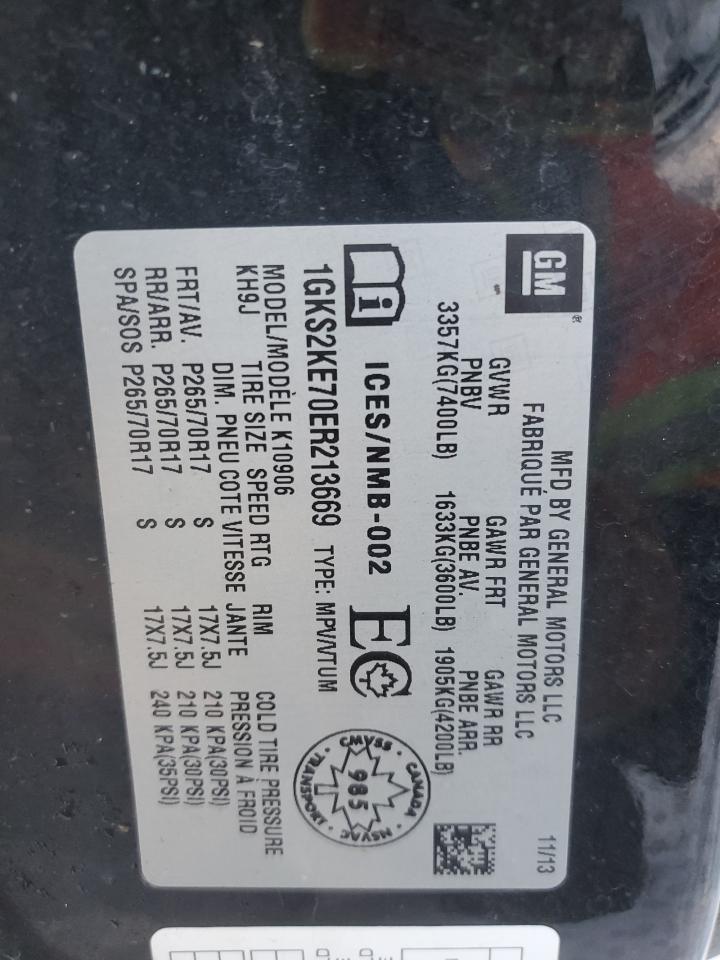 GM
MFD BY GENERAL MOTORS LLC 11/13
FABRIQUÉ PAR GENERAL MOTORS LLC
GVWR GAWR FRT GAWR RR
PNBV PNBE AV. PNBE ARR.
3357KG(7400LB) 1633KG(3600LB) 1905KG(4200LB)
ICES/NMB-002
CMVSS · CANADA · NSVAC · TRANSPORT ·
985
1GKS2KE70ER213669 TYPE: MPV/VTUM
MODEL/MODÈLE K10906
KH9J TIRE SIZE SPEED RTG RIM COLD TIRE PRESSURE
DIM. PNEU COTE VITESSE JANTE PRESSION À FROID
FRT/AV. P265/70R17 S 17X7.5J 210 KPA(30PSI)
RR/ARR. P265/70R17 S 17X7.5J 210 KPA(30PSI)
SPA/SOS P265/70R17 S 17X7.5J 240 KPA(35PSI)